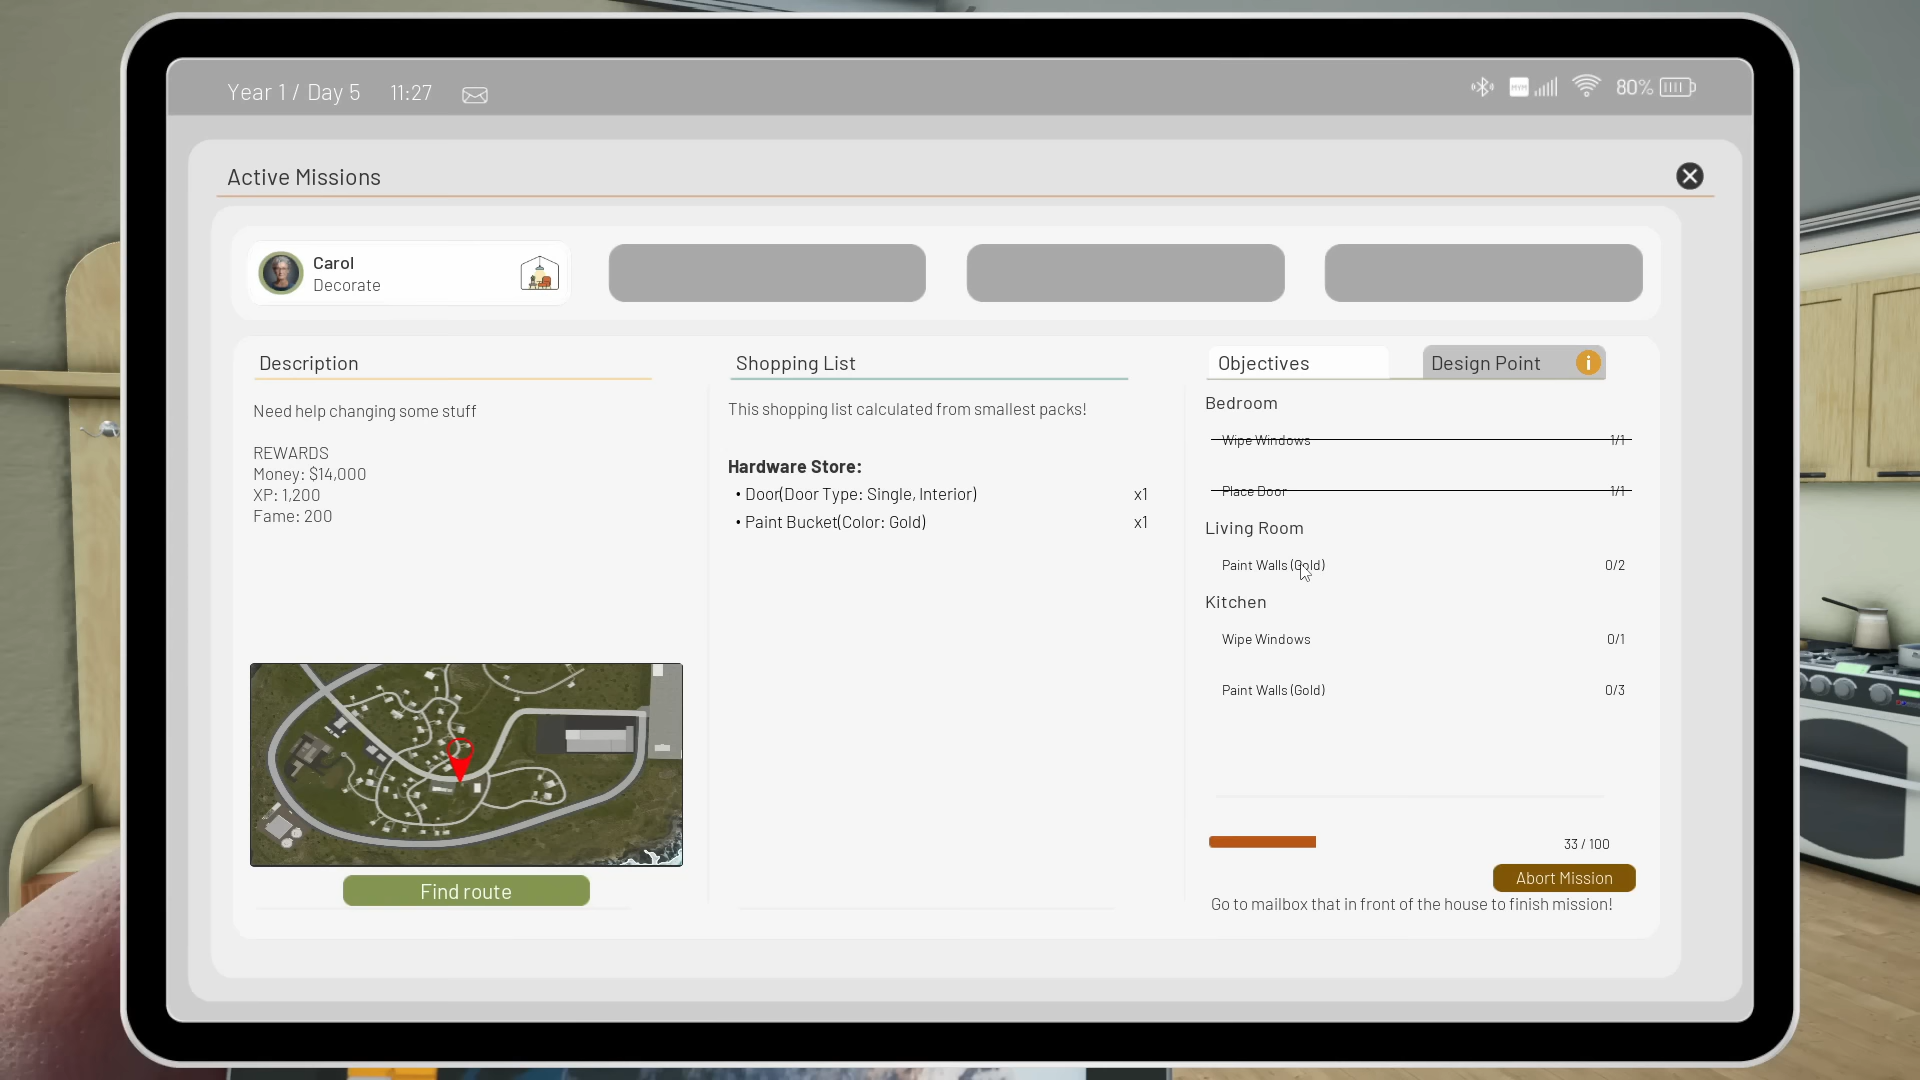 Year 1 / Day 5 11:27
80%
Active Missions
Carol
Decorate
Description
Need help changing some stuff
REWARDS
Money: $14,000
XP: 1,200
Fame: 200
Find route
Shopping List
This shopping list calculated from smallest packs!
Hardware Store:
• Door(Door Type: Single, Interior) x1
• Paint Bucket(Color: Gold) x1
Objectives
Design Point i
Bedroom
Wipe Windows 1/1
Place Door 1/1
Living Room
Paint Walls (Gold) 0/2
Kitchen
Wipe Windows 0/1
Paint Walls (Gold) 0/3
33 / 100
Abort Mission
Go to mailbox that in front of the house to finish mission!